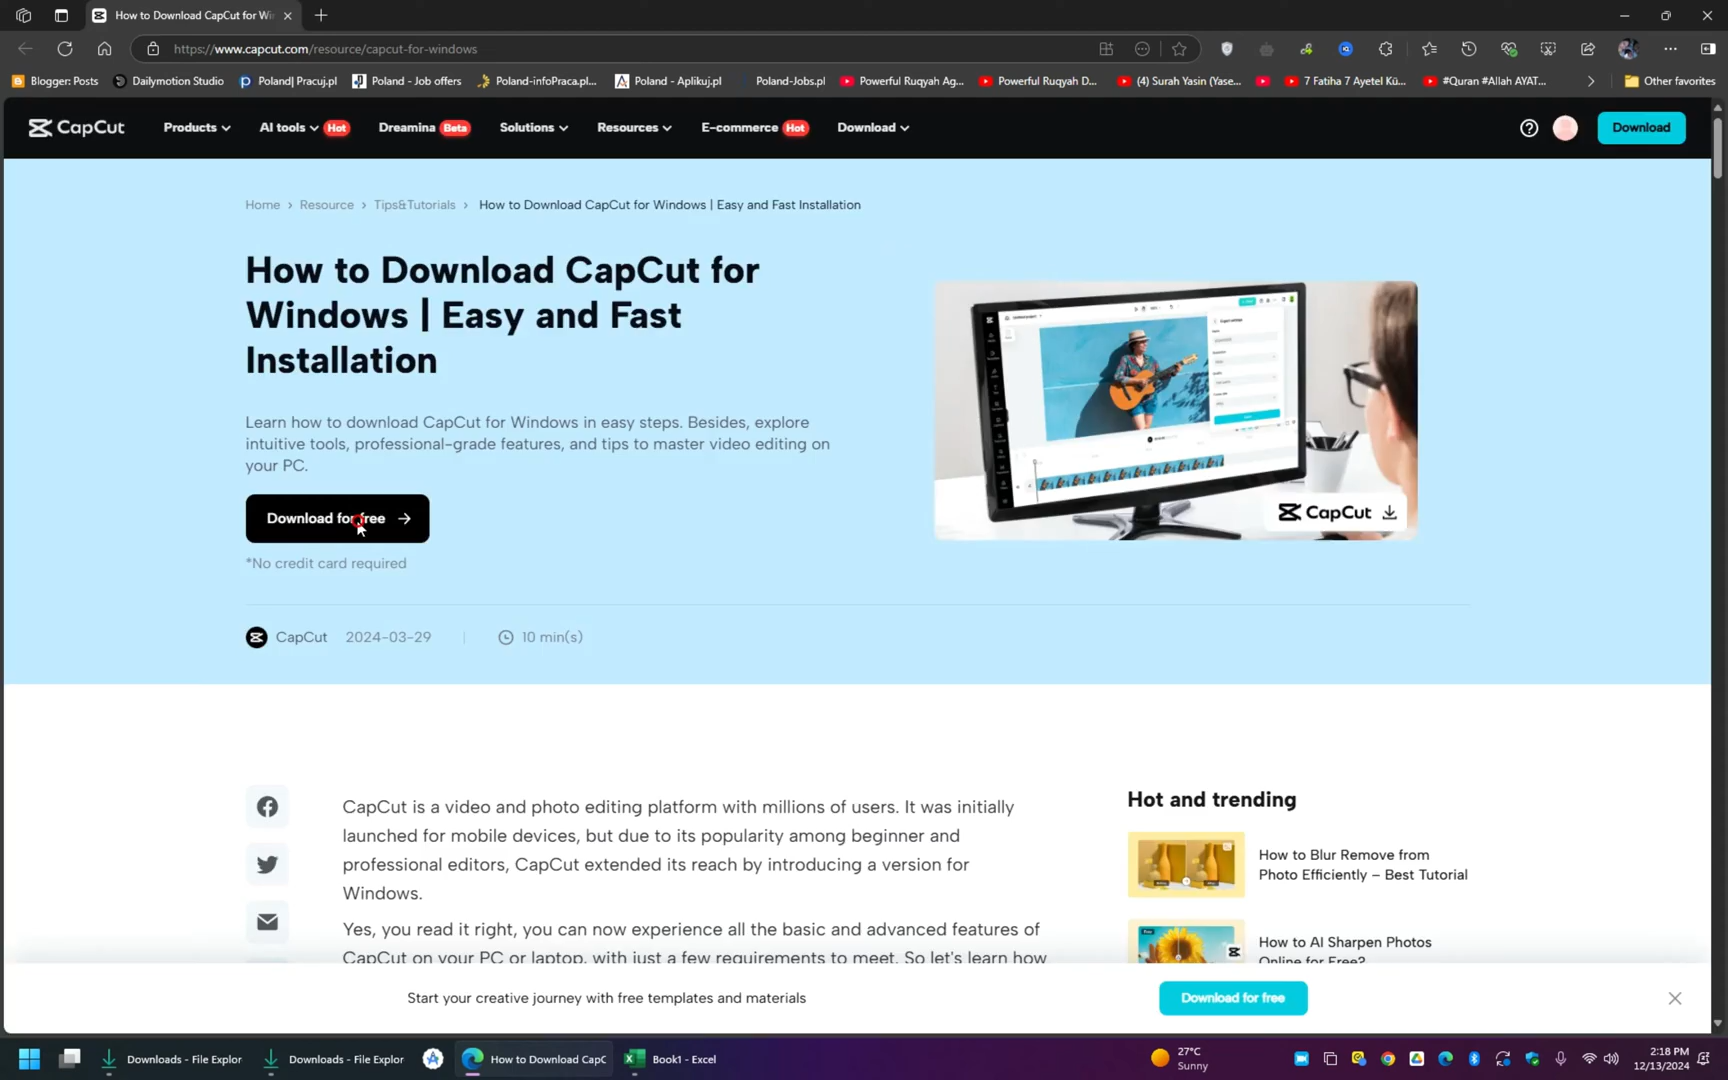 How to Download CapCut for Wi
https://www.capcut.com/resource/capcut-for-windows
Blogger: Posts
Dailymotion Studio
Poland| Pracuj.pl
Poland - Job offers
Poland-infoPraca.pl...
Poland - Aplikuj.pl
Poland-Jobs.pl
Powerful Ruqyah Ag...
Powerful Ruqyah D...
(4) Surah Yasin (Yase...
7 Fatiha 7 Ayetel Kü...
#Quran #Allah AYAT...
Other favorites
CapCut
Products
AI tools Hot
Dreamina Beta
Solutions
Resources
E-commerce Hot
Download
Download
Home > Resource > Tips&Tutorials > How to Download CapCut for Windows | Easy and Fast Installation
How to Download CapCut for
Windows | Easy and Fast
Installation
Learn how to download CapCut for Windows in easy steps. Besides, explore
intuitive tools, professional-grade features, and tips to master video editing on
your PC.
Download for free
*No credit card required
CapCut
CapCut 2024-03-29 | 10 min(s)
CapCut is a video and photo editing platform with millions of users. It was initially
launched for mobile devices, but due to its popularity among beginner and
professional editors, CapCut extended its reach by introducing a version for
Windows.
Yes, you read it right, you can now experience all the basic and advanced features of
CapCut on your PC or laptop, with just a few requirements to meet. So let's learn how
Hot and trending
How to Blur Remove from
Photo Efficiently – Best Tutorial
How to AI Sharpen Photos
Online for Free?
Start your creative journey with free templates and materials
Download for free
Downloads - File Explor
Downloads - File Explor
How to Download CapC
Book1 - Excel
27°C
Sunny
2:18 PM
12/13/2024